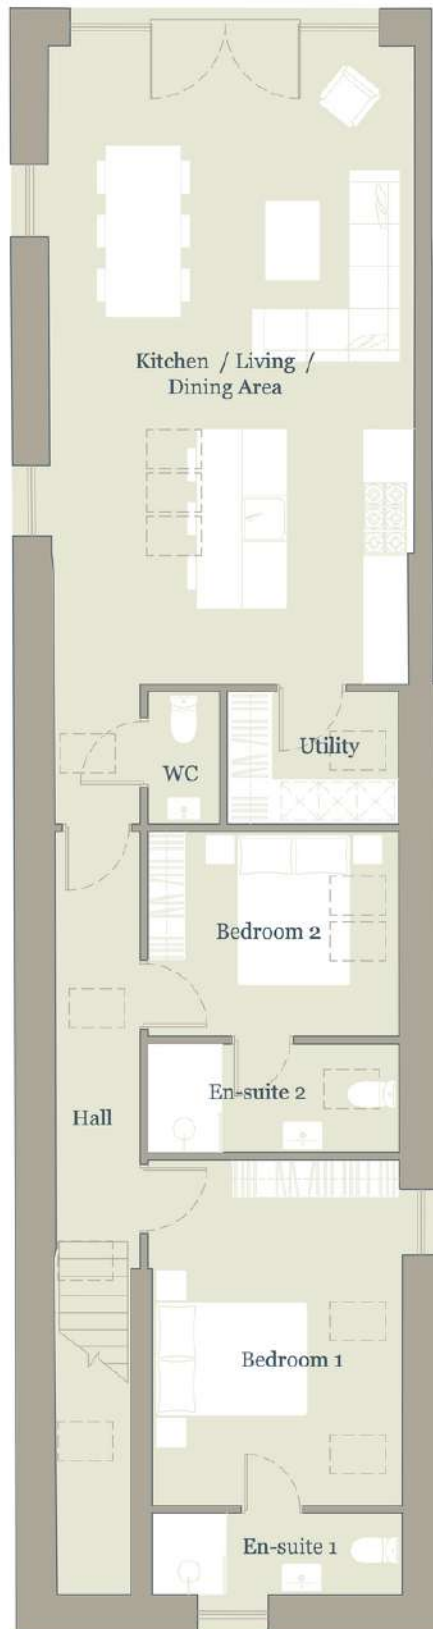 Kitchen / Living /
Dining Area
WC
Utility
Bedroom 2
En-suite 2
Hall
Bedroom 1
En-suite 1